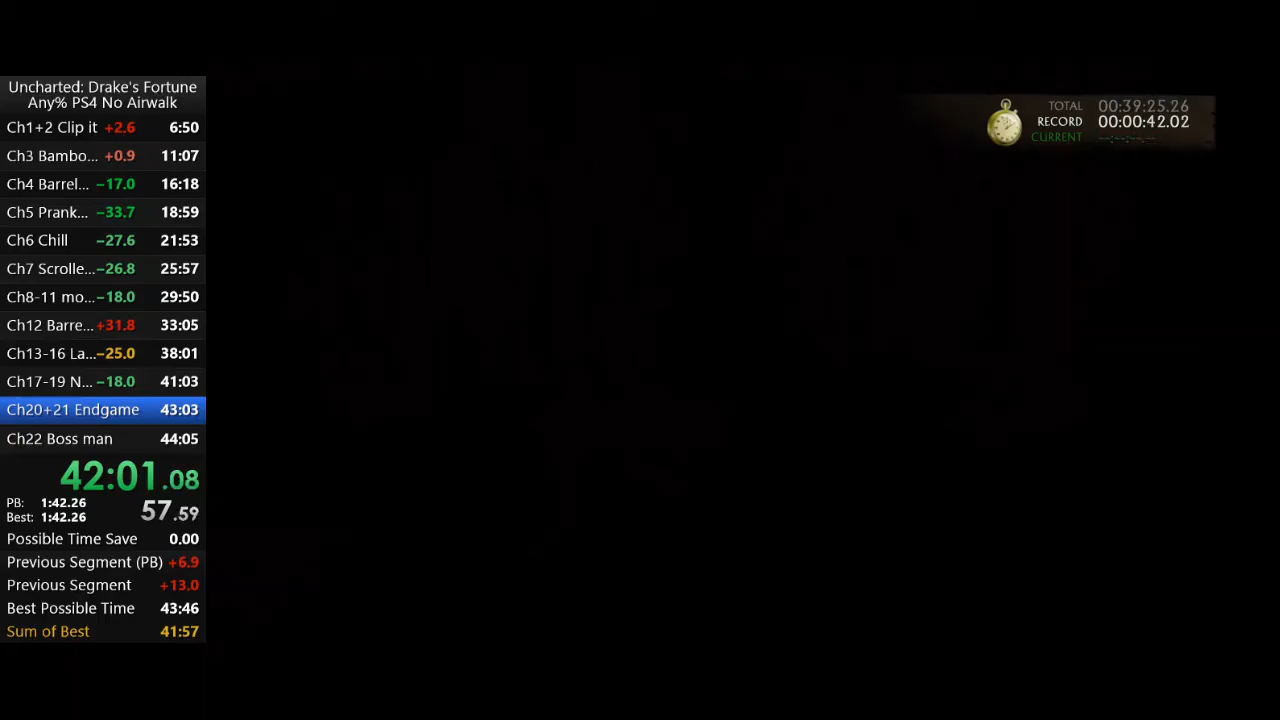 Uncharted: Drake's Fortune
Any% PS4 No Airwalk
Ch1+2 Clip it +2.6 6:50
Ch3 Bambo... +0.9 11:07
Ch4 Barrel... −17.0 16:18
Ch5 Prank... −33.7 18:59
Ch6 Chill −27.6 21:53
Ch7 Scrolle... −26.8 25:57
Ch8-11 mo... −18.0 29:50
Ch12 Barre... +31.8 33:05
Ch13-16 La... −25.0 38:01
Ch17-19 N... −18.0 41:03
Ch20+21 Endgame 43:03
Ch22 Boss man 44:05
42:01.08
PB: 1:42.26
Best: 1:42.26
57.59
Possible Time Save 0.00
Previous Segment (PB) +6.9
Previous Segment +13.0
Best Possible Time 43:46
Sum of Best 41:57
TOTAL 00:39:25.26
RECORD 00:00:42.02
CURRENT --:--:--.--